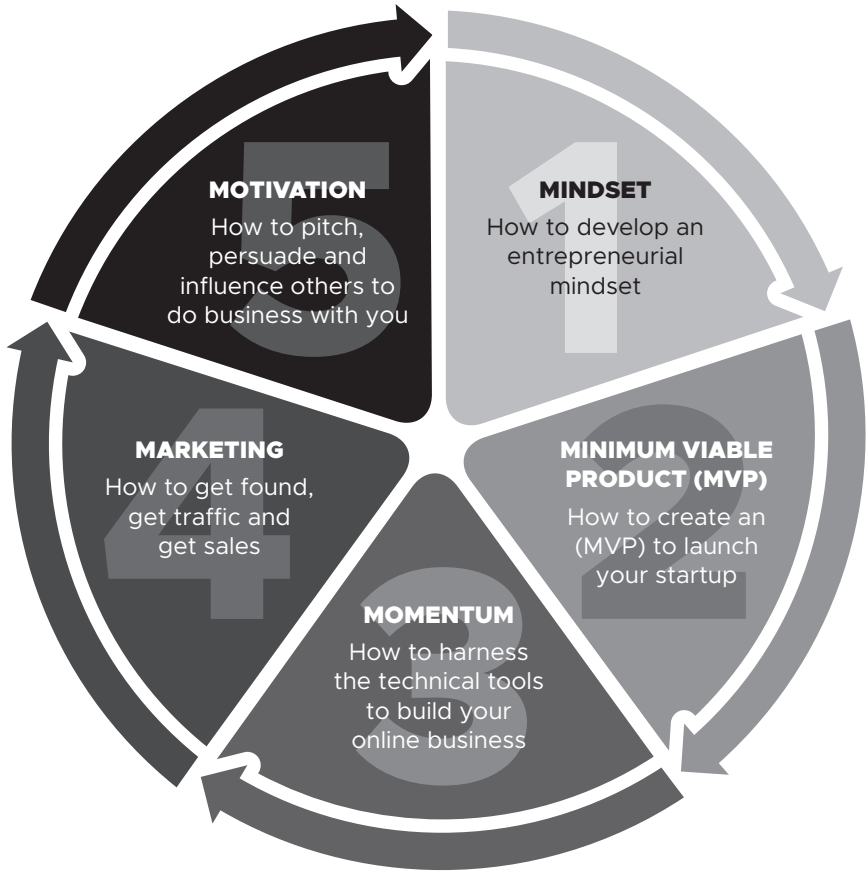 1
MINDSET
How to develop an
entrepreneurial
mindset
2
MINIMUM VIABLE
PRODUCT (MVP)
How to create an
(MVP) to launch
your startup
3
MOMENTUM
How to harness
the technical tools
to build your
online business
4
MARKETING
How to get found,
get traffic and
get sales
5
MOTIVATION
How to pitch,
persuade and
influence others to
do business with you